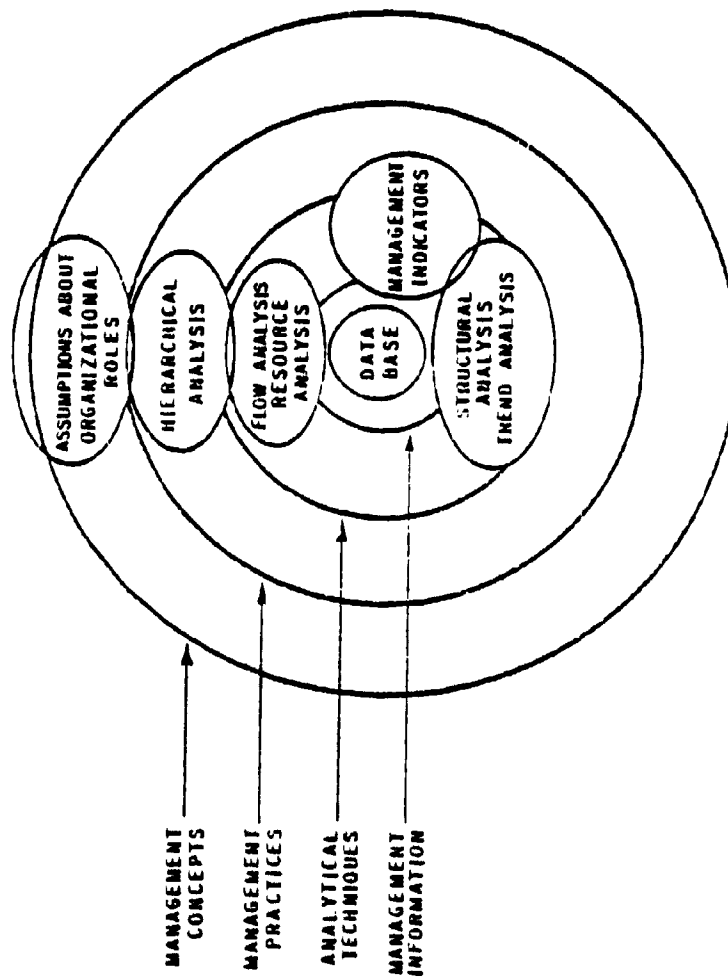 MANAGEMENT
CONCEPTS
MANAGEMENT
PRACTICES
ANALYTICAL
TECHNIQUES
MANAGEMENT
INFORMATION
ASSUMPTIONS ABOUT
ORGANIZATIONAL
ROLES
HIERARCHICAL
ANALYSIS
FLOW ANALYSIS
RESOURCE
ANALYSIS
DATA
BASE
MANAGEMENT
INDICATORS
STRUCTURAL
ANALYSIS
TREND ANALYSIS